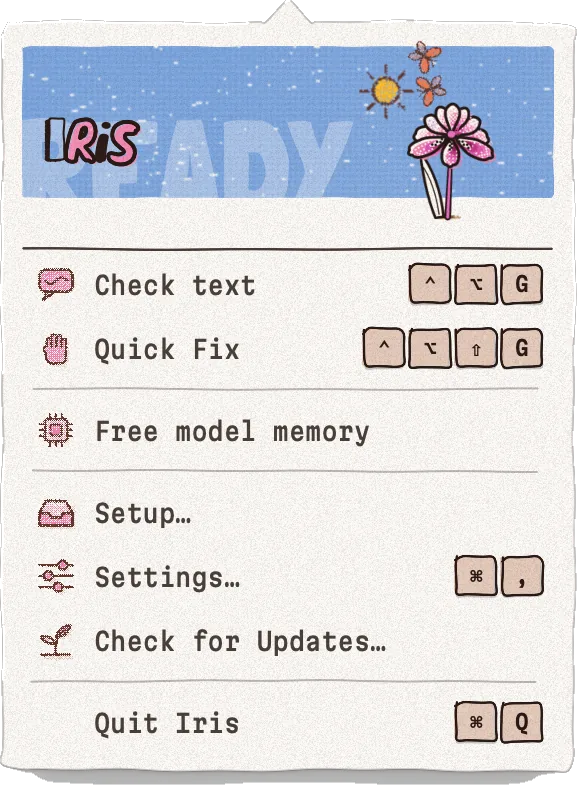 READY
IRiS
Check text ⌃ ⌥ G
Quick Fix ⌃ ⌥ ⇧ G
Free model memory
Setup…
Settings… ⌘ ,
Check for Updates…
Quit Iris ⌘ Q